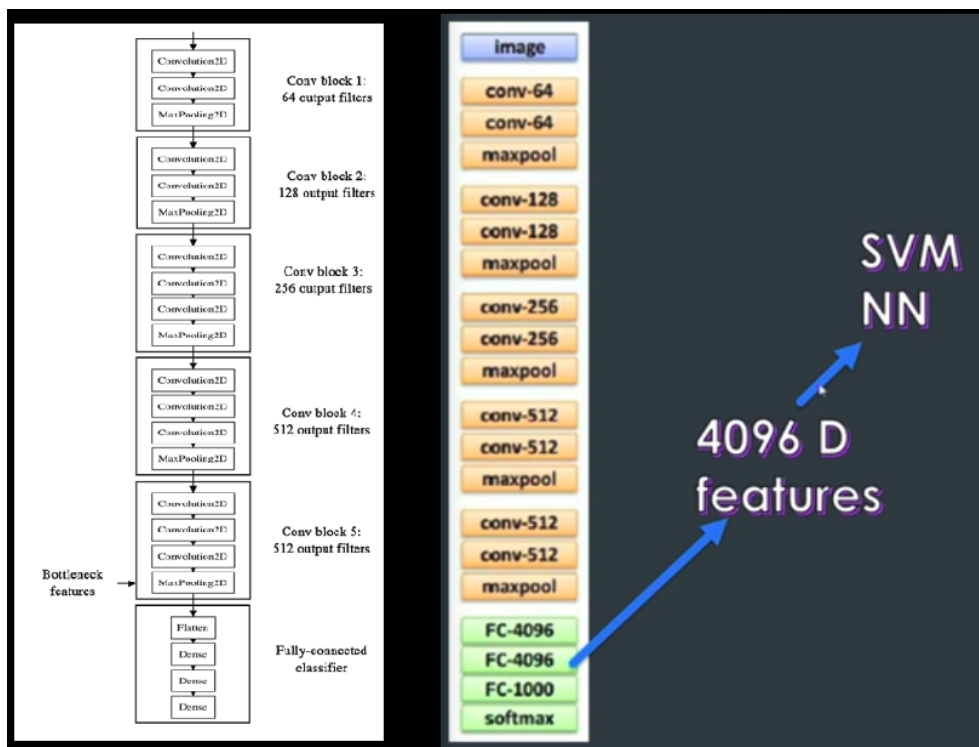 Convolution2D
Convolution2D
MaxPooling2D
Conv block 1:
64 output filters
Convolution2D
Convolution2D
MaxPooling2D
Conv block 2:
128 output filters
Convolution2D
Convolution2D
Convolution2D
MaxPooling2D
Conv block 3:
256 output filters
Convolution2D
Convolution2D
Convolution2D
MaxPooling2D
Conv block 4:
512 output filters
Convolution2D
Convolution2D
Convolution2D
MaxPooling2D
Conv block 5:
512 output filters
Bottleneck
features
Flatten
Dense
Dense
Dense
Fully-connected
classifier
image
conv-64
conv-64
maxpool
conv-128
conv-128
maxpool
conv-256
conv-256
maxpool
conv-512
conv-512
maxpool
conv-512
conv-512
maxpool
FC-4096
FC-4096
FC-1000
softmax
4096 D
features
SVM
NN